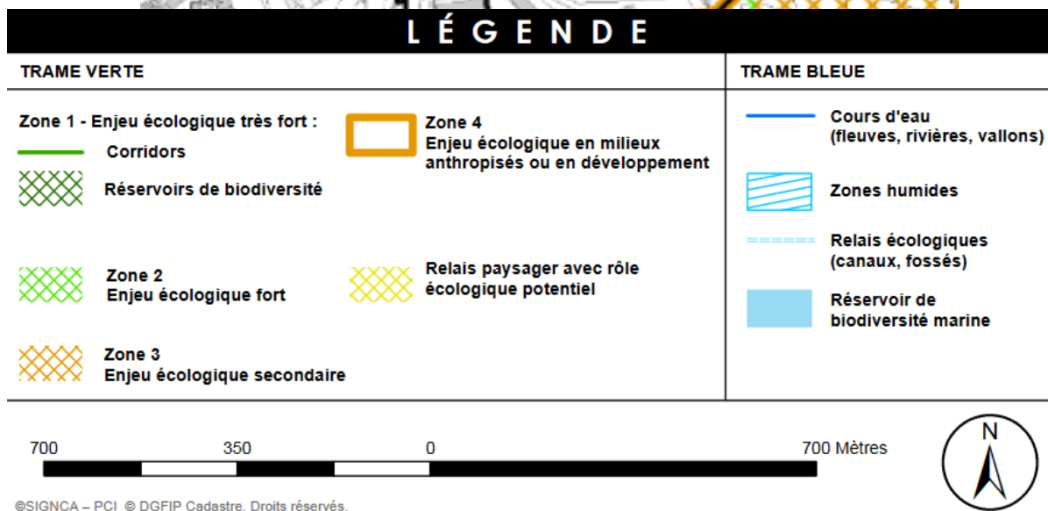 LÉGENDE
TRAME VERTE
Zone 1 - Enjeu écologique très fort :
Corridors
Réservoirs de biodiversité
Zone 2
Enjeu écologique fort
Zone 3
Enjeu écologique secondaire
Zone 4
Enjeu écologique en milieux
anthropisés ou en développement
Relais paysager avec rôle
écologique potentiel
TRAME BLEUE
Cours d'eau
(fleuves, rivières, vallons)
Zones humides
Relais écologiques
(canaux, fossés)
Réservoir de
biodiversité marine
700 350 0 700 Mètres
N
©SIGNCA – PCI © DGFIP Cadastre. Droits réservés.